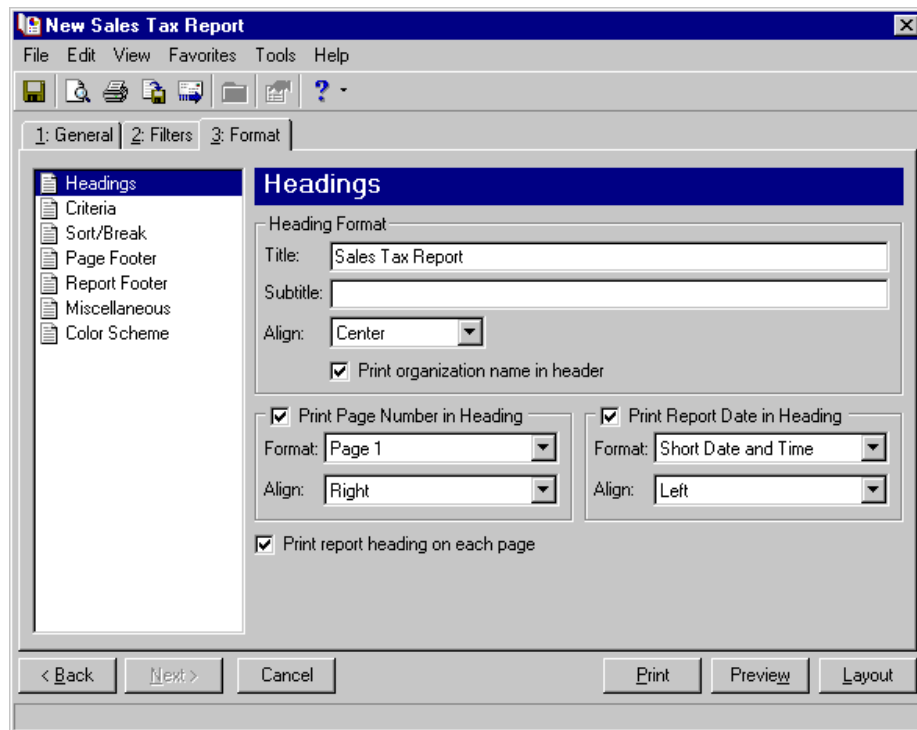 New Sales Tax Report
File Edit View Favorites Tools Help
1: General 2: Filters 3: Format
Headings
Criteria
Sort/Break
Page Footer
Report Footer
Miscellaneous
Color Scheme
Headings
Heading Format
Title: Sales Tax Report
Subtitle:
Align: Center
Print organization name in header
Print Page Number in Heading
Format: Page 1
Align: Right
Print Report Date in Heading
Format: Short Date and Time
Align: Left
Print report heading on each page
< Back Next > Cancel Print Preview Layout